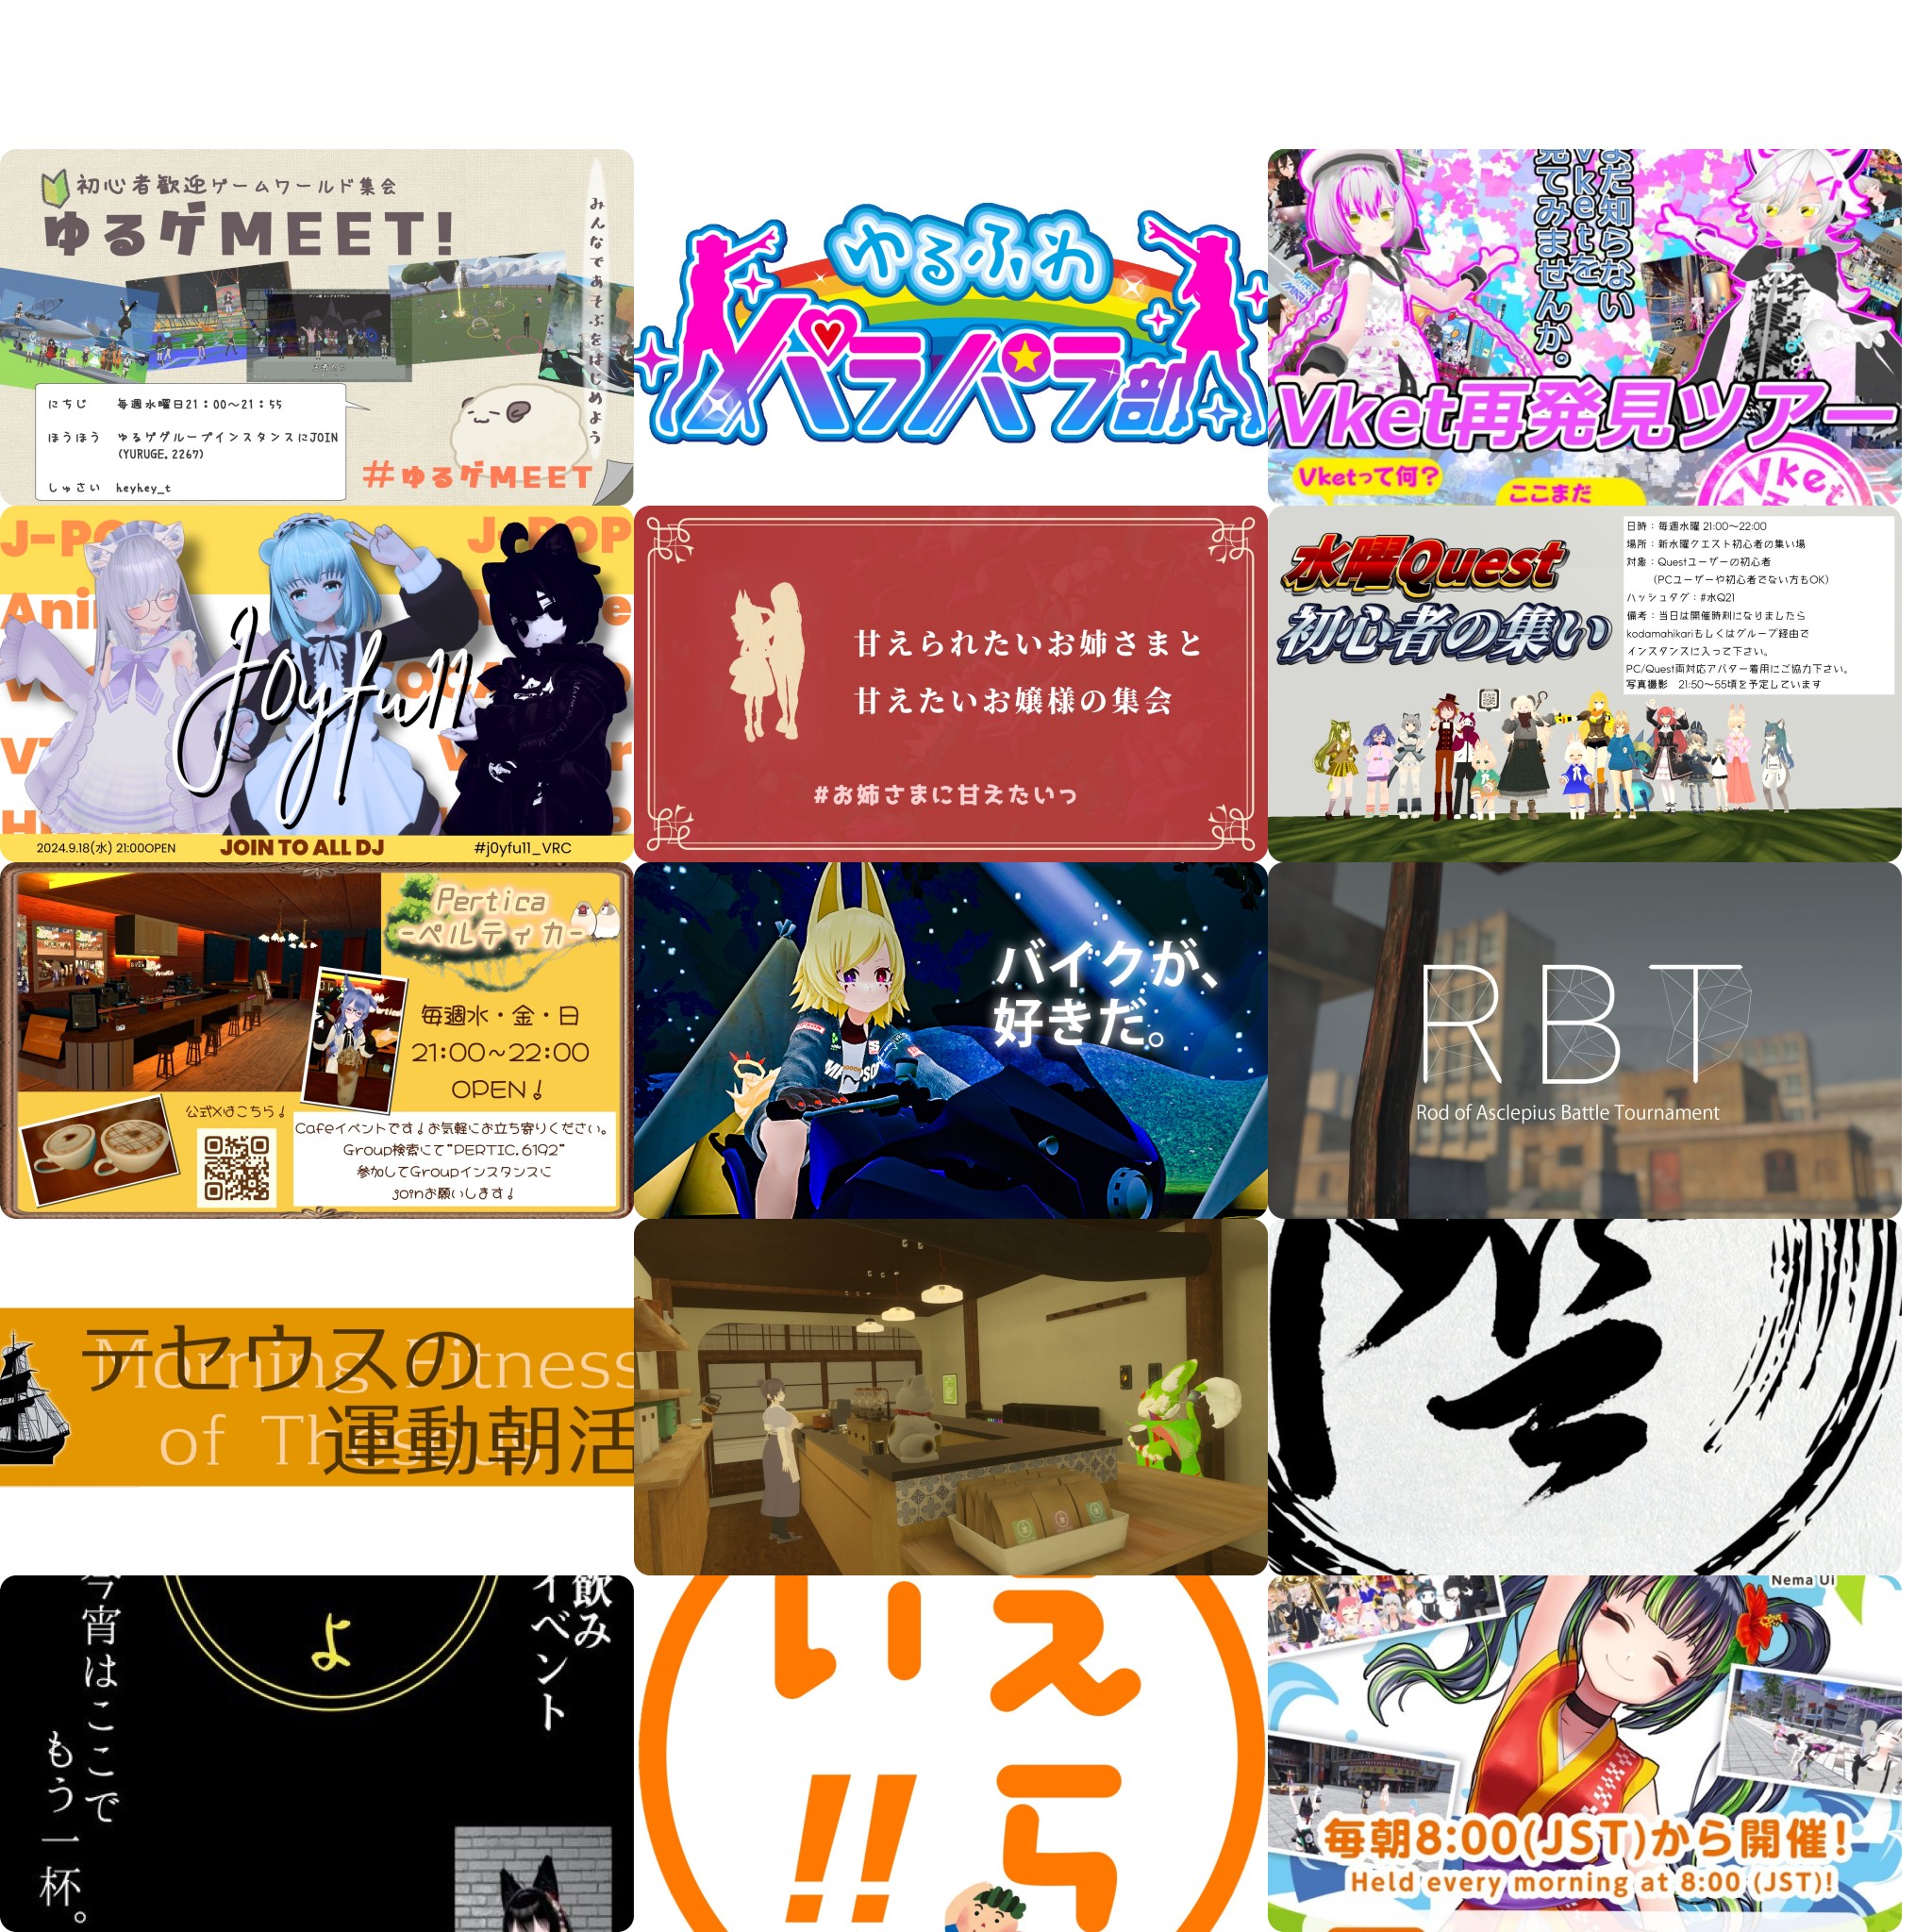 初心者歓迎ゲームワールド集会
ゆるゲMEET!
みんなであそぶをはじめよう
にちじ 毎週水曜日21:00〜21:55
ほうほう ゆるゲグループインスタンスにJOIN
(YURUGE.2267)
しゅさい heyhey_t
#ゆるゲMEET
ゆるふわ
パラパラ部
まだ知らない
Vketを
見てみませんか。
Vket再発見ツアー
Vketって何?
ここまだ
Vket
J-POP
J-POP
Joyfu11
2024.9.18(水) 21:00OPEN
JOIN TO ALL DJ
#j0yfu11_VRC
甘えられたいお姉さまと
甘えたいお嬢様の集会
#お姉さまに甘えたいっ
水曜Quest
初心者の集い
日時:毎週水曜 21:00〜22:00
場所:新水曜クエスト初心者の集い場
対象:Questユーザーの初心者
(PCユーザーや初心者でない方もOK)
ハッシュタグ:#水Q21
備考:当日は開催時刻になりましたら
kodamahikariもしくはグループ経由で
インスタンスに入って下さい。
PC/Quest両対応アバター着用にご協力下さい。
写真撮影 21:50〜55頃を予定しています
Pertica
-ペルティカ-
毎週水・金・日
21:00~22:00
OPEN!
公式Xはこちら!
Cafeイベントです!お気軽にお立ち寄りください。
Group検索にて"PERTIC.6192"
参加してGroupインスタンスに
joinお願いします!
バイクが、
好きだ。
RBT
Rod of Asclepius Battle Tournament
テセウスの
運動朝活
Morning Fitness
of Theseus
飲み
イベント
よ
今宵はここで
もう一杯。
えら
い!!
Nema Ui
毎朝8:00(JST)から開催!
Held every morning at 8:00 (JST)!